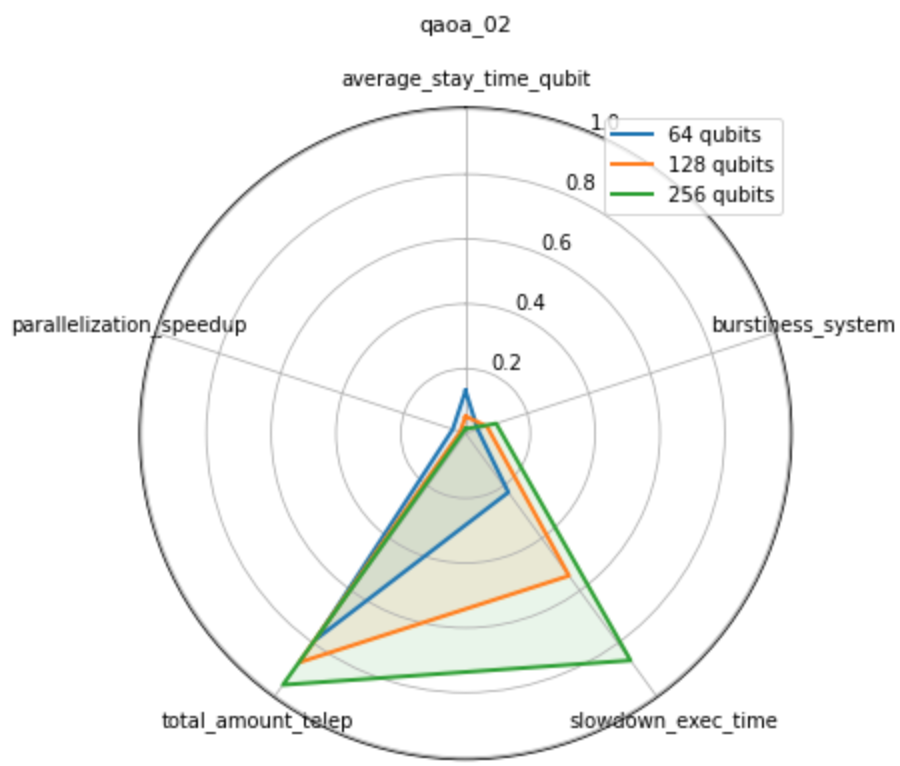 qaoa_02
average_stay_time_qubit
1.0
64 qubits
128 qubits
256 qubits
0.8
0.6
0.4
0.2
parallelization_speedup
burstiness_system
total_amount_telep
slowdown_exec_time